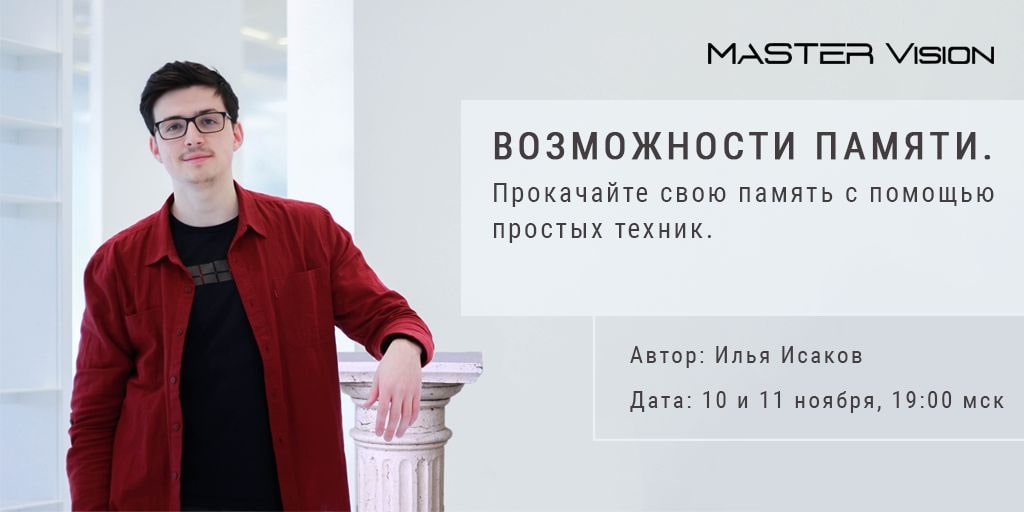 MASTER VISION
ВОЗМОЖНОСТИ ПАМЯТИ.
Прокачайте свою память с помощью
простых техник.
Автор: Илья Исаков
Дата: 10 и 11 ноября, 19:00 мск